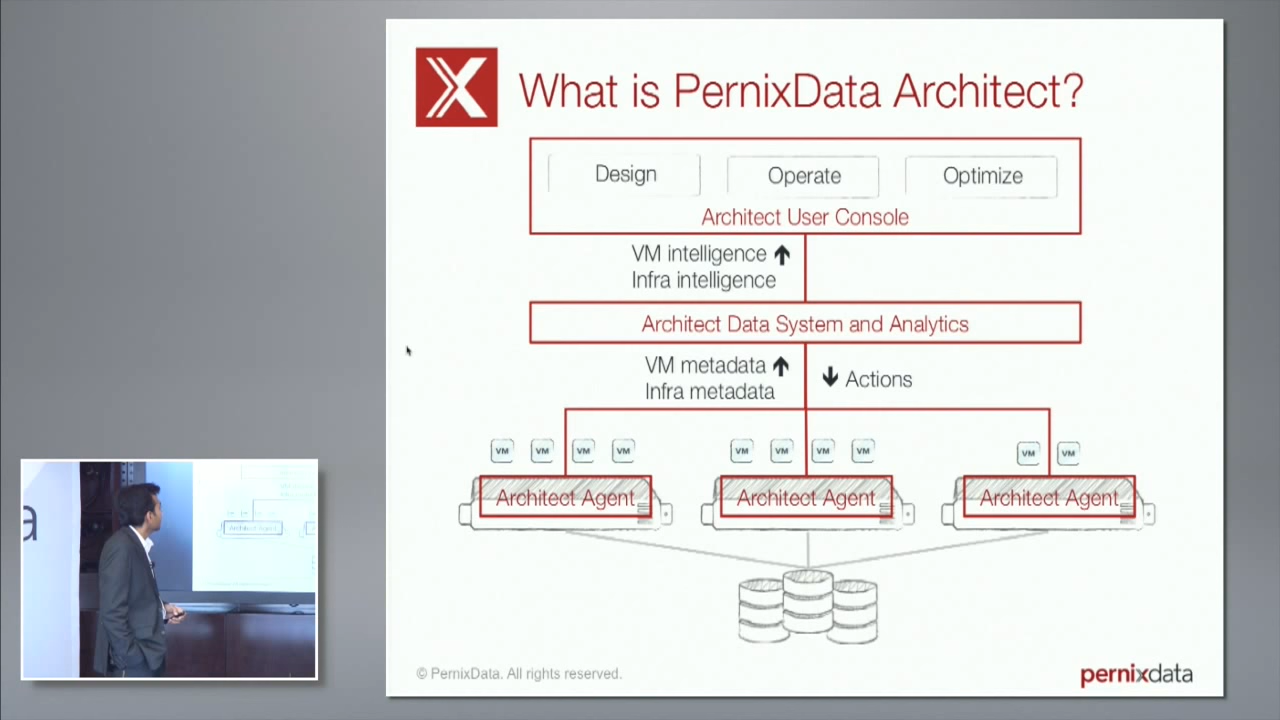 What is PernixData Architect?
Design
Operate
Optimize
Architect User Console
VM intelligence
Infra intelligence
Architect Data System and Analytics
VM metadata
Infra metadata
Actions
VM VM VM VM
VM VM VM VM
VM VM
Architect Agent
Architect Agent
Architect Agent
© PernixData. All rights reserved.
pernixdata
a
Architect Agent